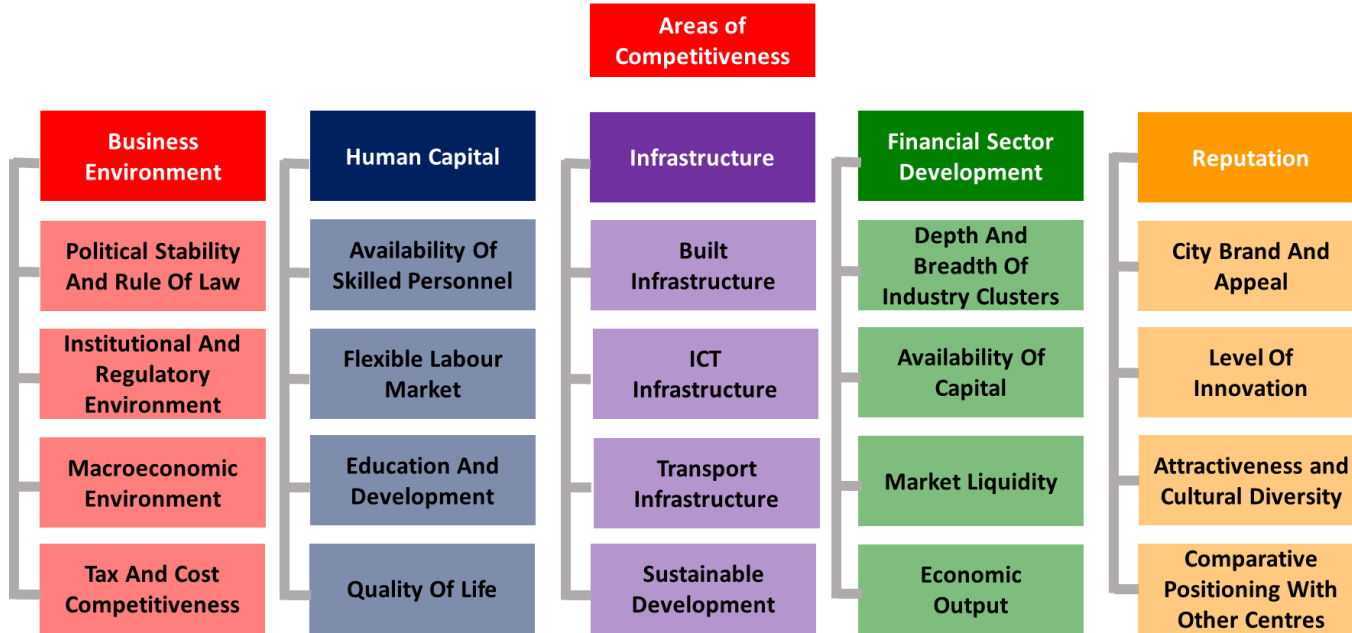 Areas of
Competitiveness
Business
Environment
Political Stability
And Rule Of Law
Institutional And
Regulatory
Environment
Macroeconomic
Environment
Tax And Cost
Competitiveness
Human Capital
Availability Of
Skilled Personnel
Flexible Labour
Market
Education And
Development
Quality Of Life
Infrastructure
Built
Infrastructure
ICT
Infrastructure
Transport
Infrastructure
Sustainable
Development
Financial Sector
Development
Depth And
Breadth Of
Industry Clusters
Availability Of
Capital
Market Liquidity
Economic
Output
Reputation
City Brand And
Appeal
Level Of
Innovation
Attractiveness and
Cultural Diversity
Comparative
Positioning With
Other Centres